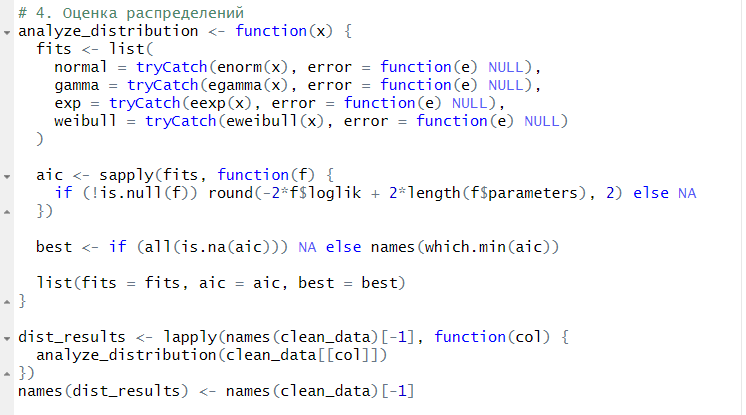 # 4. Оценка распределений
analyze_distribution <- function(x) {
  fits <- list(
    normal = tryCatch(enorm(x), error = function(e) NULL),
    gamma = tryCatch(egamma(x), error = function(e) NULL),
    exp = tryCatch(eexp(x), error = function(e) NULL),
    weibull = tryCatch(eweibull(x), error = function(e) NULL)
  )
  aic <- sapply(fits, function(f) {
    if (!is.null(f)) round(-2*f$loglik + 2*length(f$parameters), 2) else NA
  })
  best <- if (all(is.na(aic))) NA else names(which.min(aic))
  list(fits = fits, aic = aic, best = best)
}
dist_results <- lapply(names(clean_data)[-1], function(col) {
  analyze_distribution(clean_data[[col]])
})
names(dist_results) <- names(clean_data)[-1]